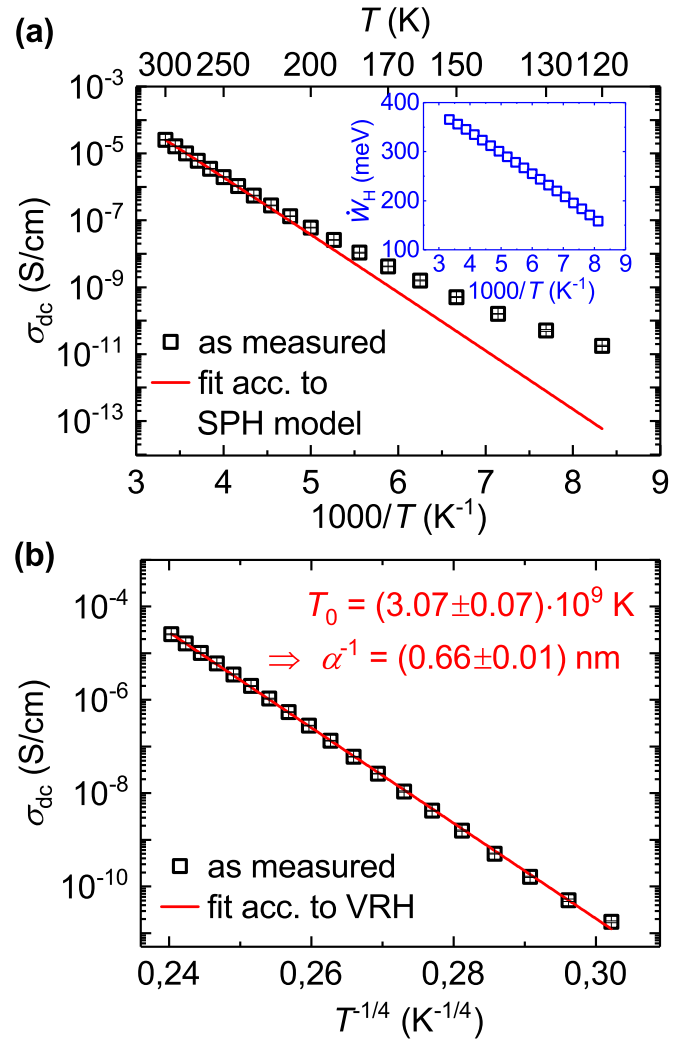 (a)
T (K)
300 250 200 170 150 140 130 120
10⁻³
10⁻⁵
10⁻⁷
10⁻⁹
10⁻¹¹
10⁻¹³
σdc (S/cm)
400
300
200
100
ẆH (meV)
3 4 5 6 7 8 9
1000/T (K⁻¹)
as measured
fit acc. to
SPH model
3 4 5 6 7 8 9
1000/T (K⁻¹)
(b)
T₀ = (3.07±0.07)·10⁹ K
⇒ α⁻¹ = (0.66±0.01) nm
10⁻⁴
10⁻⁶
10⁻⁸
10⁻¹⁰
σdc (S/cm)
as measured
fit acc. to VRH
0,24 0,26 0,28 0,30
T⁻¹/⁴ (K⁻¹/⁴)